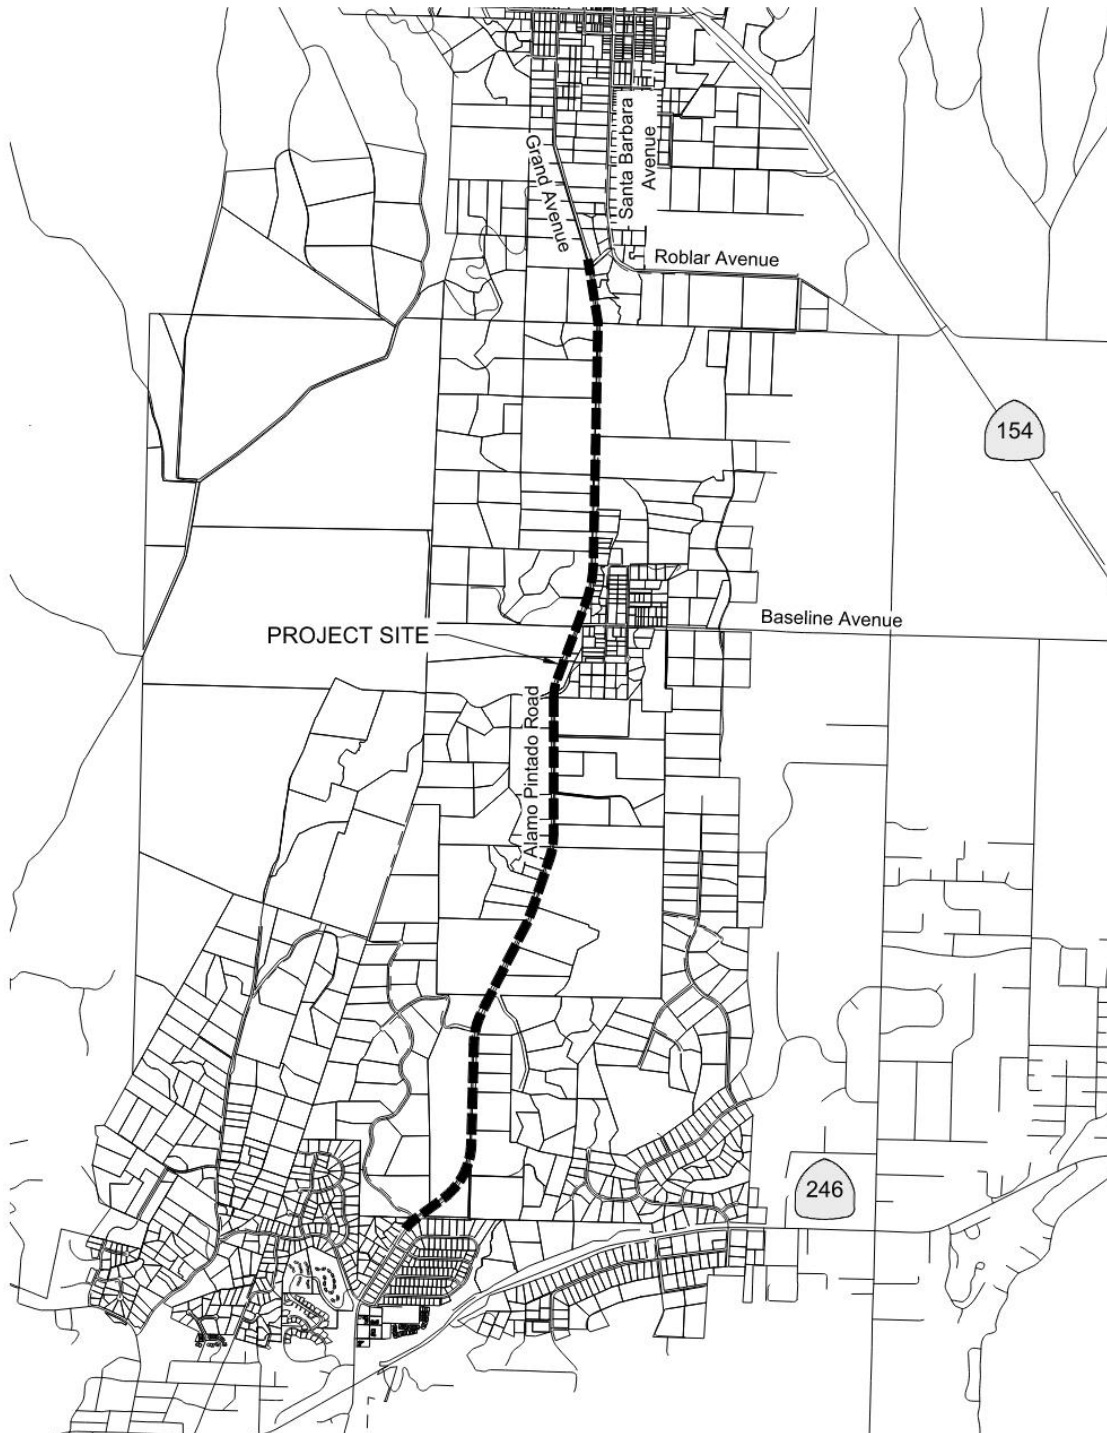 Grand Avenue
Santa Barbara
Avenue
Roblar Avenue
154
Baseline Avenue
PROJECT SITE
Alamo Pintado Road
246